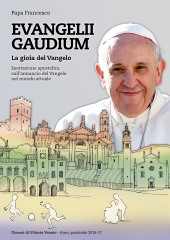 Papa Francesco
EVANGELII
GAUDIUM
La gioia del Vangelo
Esortazione apostolica
sull'annuncio del Vangelo
nel mondo attuale
Diocesi di Vittorio Veneto - Anno pastorale 2016-17